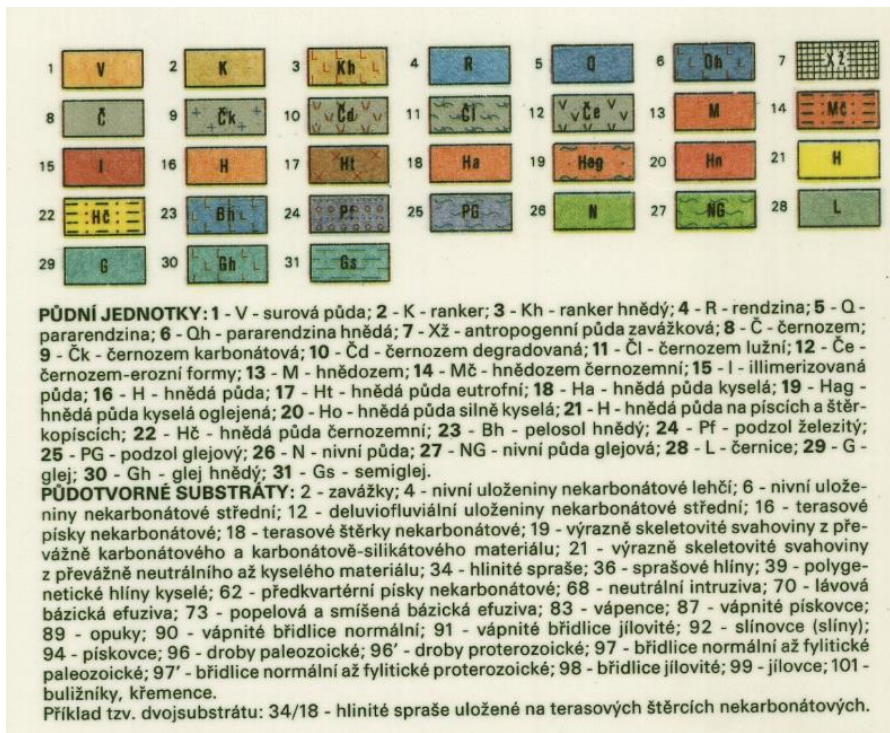 1 V 2 K 3 Kh 4 R 5 Q 6 Qh 7 Xž
8 Č 9 Čk 10 Čd 11 Čl 12 Če 13 M 14 Mč
15 I 16 H 17 Ht 18 Ha 19 Hag 20 Hn 21 H
22 Hč 23 Bh 24 Pf 25 PG 26 N 27 NG 28 L
29 G 30 Gh 31 Gs
PŮDNÍ JEDNOTKY: 1 - V - surová půda; 2 - K - ranker; 3 - Kh - ranker hnědý; 4 - R - rendzina; 5 - Q -
pararendzina; 6 - Qh - pararendzina hnědá; 7 - Xž - antropogenní půda zavážková; 8 - Č - černozem;
9 - Čk - černozem karbonátová; 10 - Čd - černozem degradovaná; 11 - Čl - černozem lužní; 12 - Če -
černozem-erozní formy; 13 - M - hnědozem; 14 - Mč - hnědozem černozemní; 15 - I - illimerizovaná
půda; 16 - H - hnědá půda; 17 - Ht - hnědá půda eutrofní; 18 - Ha - hnědá půda kyselá; 19 - Hag -
hnědá půda kyselá oglejená; 20 - Ho - hnědá půda silně kyselá; 21 - H - hnědá půda na píscích a štěr-
kopíscích; 22 - Hč - hnědá půda černozemní; 23 - Bh - pelosol hnědý; 24 - Pf - podzol železitý;
25 - PG - podzol glejový; 26 - N - nivní půda; 27 - NG - nivní půda glejová; 28 - L - černice; 29 - G -
glej; 30 - Gh - glej hnědý; 31 - Gs - semiglej.
PŮDOTVORNÉ SUBSTRÁTY: 2 - zavážky; 4 - nivní uloženiny nekarbonátové lehčí; 6 - nivní ulože-
niny nekarbonátové střední; 12 - deluviofluviální uloženiny nekarbonátové střední; 16 - terasové
písky nekarbonátové; 18 - terasové štěrky nekarbonátové; 19 - výrazně skeletovité svahoviny z pře-
vážně karbonátového a karbonátově-silikátového materiálu; 21 - výrazně skeletovité svahoviny
z převážně neutrálního až kyselého materiálu; 34 - hlinité spraše; 36 - sprašové hlíny; 39 - polyge-
netické hlíny kyselé; 62 - předkvartérní písky nekarbonátové; 68 - neutrální intruziva; 70 - lávová
bázická efuziva; 73 - popelová a smíšená bázická efuziva; 83 - vápence; 87 - vápnité pískovce;
89 - opuky; 90 - vápnité břidlice normální; 91 - vápnité břidlice jílovité; 92 - slínovce (slíny);
94 - pískovce; 96 - droby paleozoické; 96' - droby proterozoické; 97 - břidlice normální až fylitické
paleozoické; 97' - břidlice normální až fylitické proterozoické; 98 - břidlice jílovité; 99 - jílovce; 101 -
buližníky, křemence.
Příklad tzv. dvojsubstrátu: 34/18 - hlinité spraše uložené na terasových štěrcích nekarbonátových.